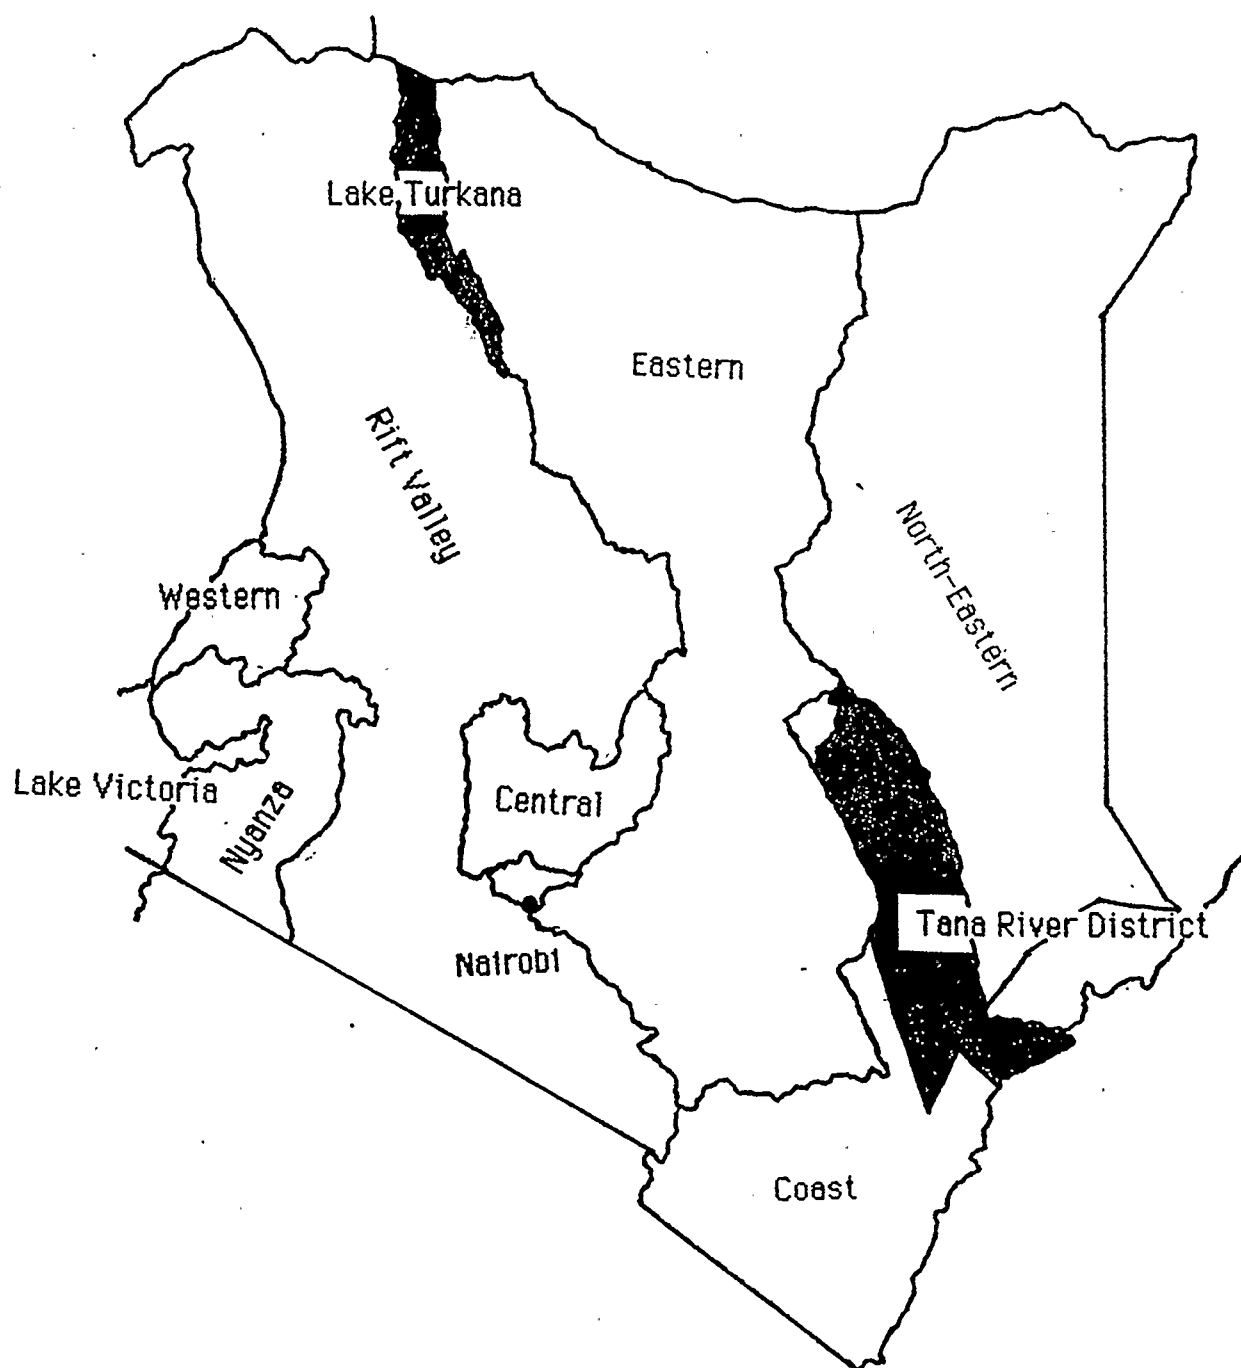 Lake Turkana
Eastern
Rift Valley
North-Eastern
Western
Lake Victoria
Nyanza
Central
Tana River District
Nairobi
Coast